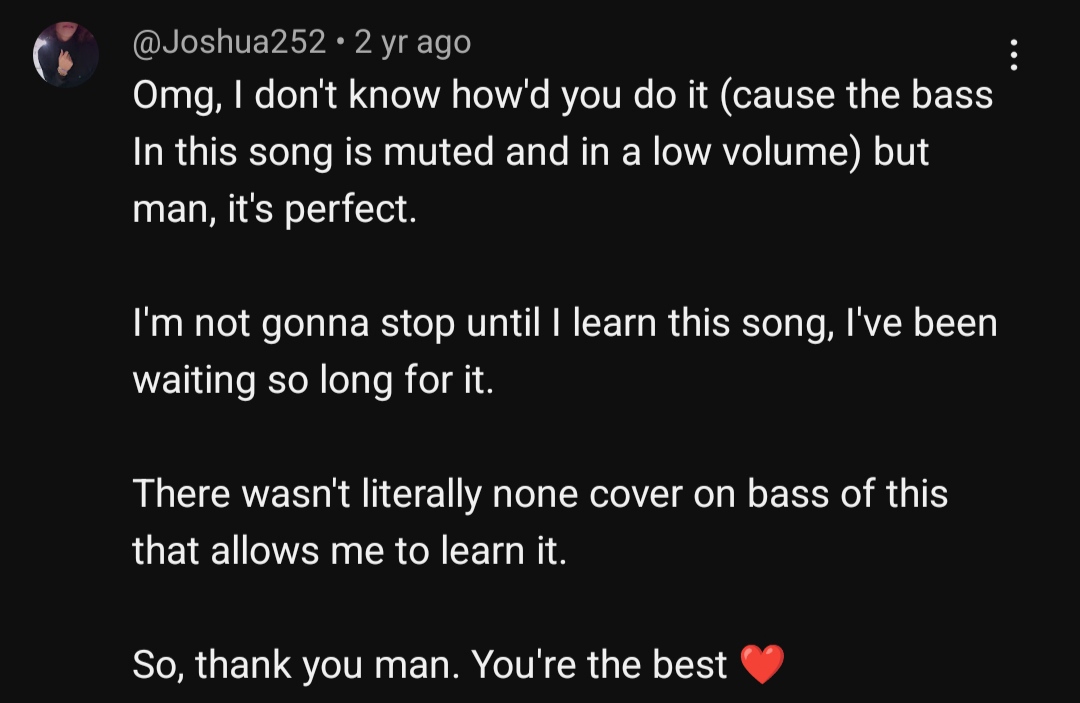 @Joshua252 • 2 yr ago
Omg, I don't know how'd you do it (cause the bass
In this song is muted and in a low volume) but
man, it's perfect.
I'm not gonna stop until I learn this song, I've been
waiting so long for it.
There wasn't literally none cover on bass of this
that allows me to learn it.
So, thank you man. You're the best ❤️